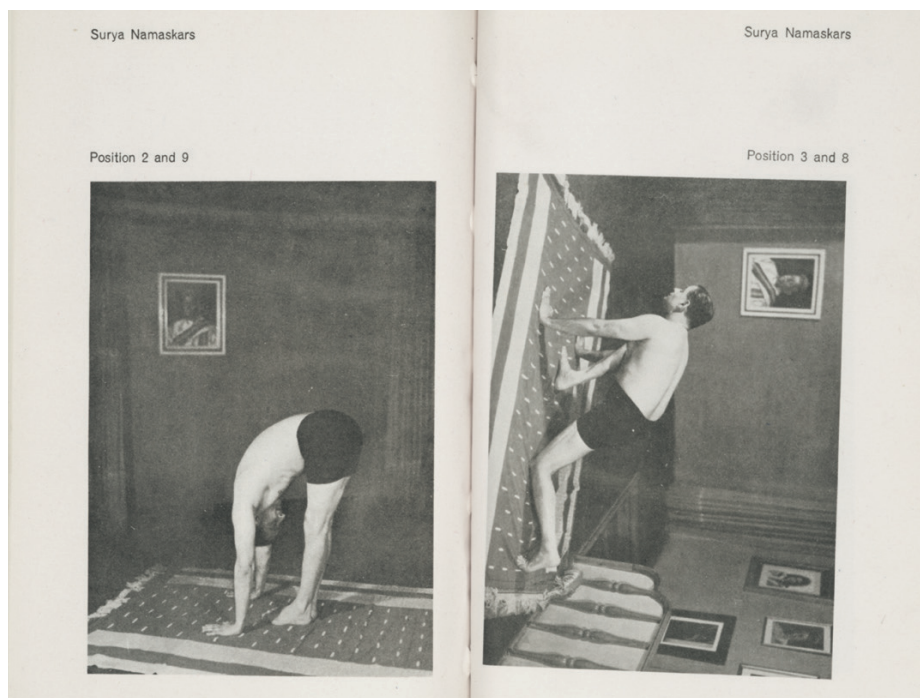 Surya Namaskars
Position 2 and 9
Surya Namaskars
Position 3 and 8